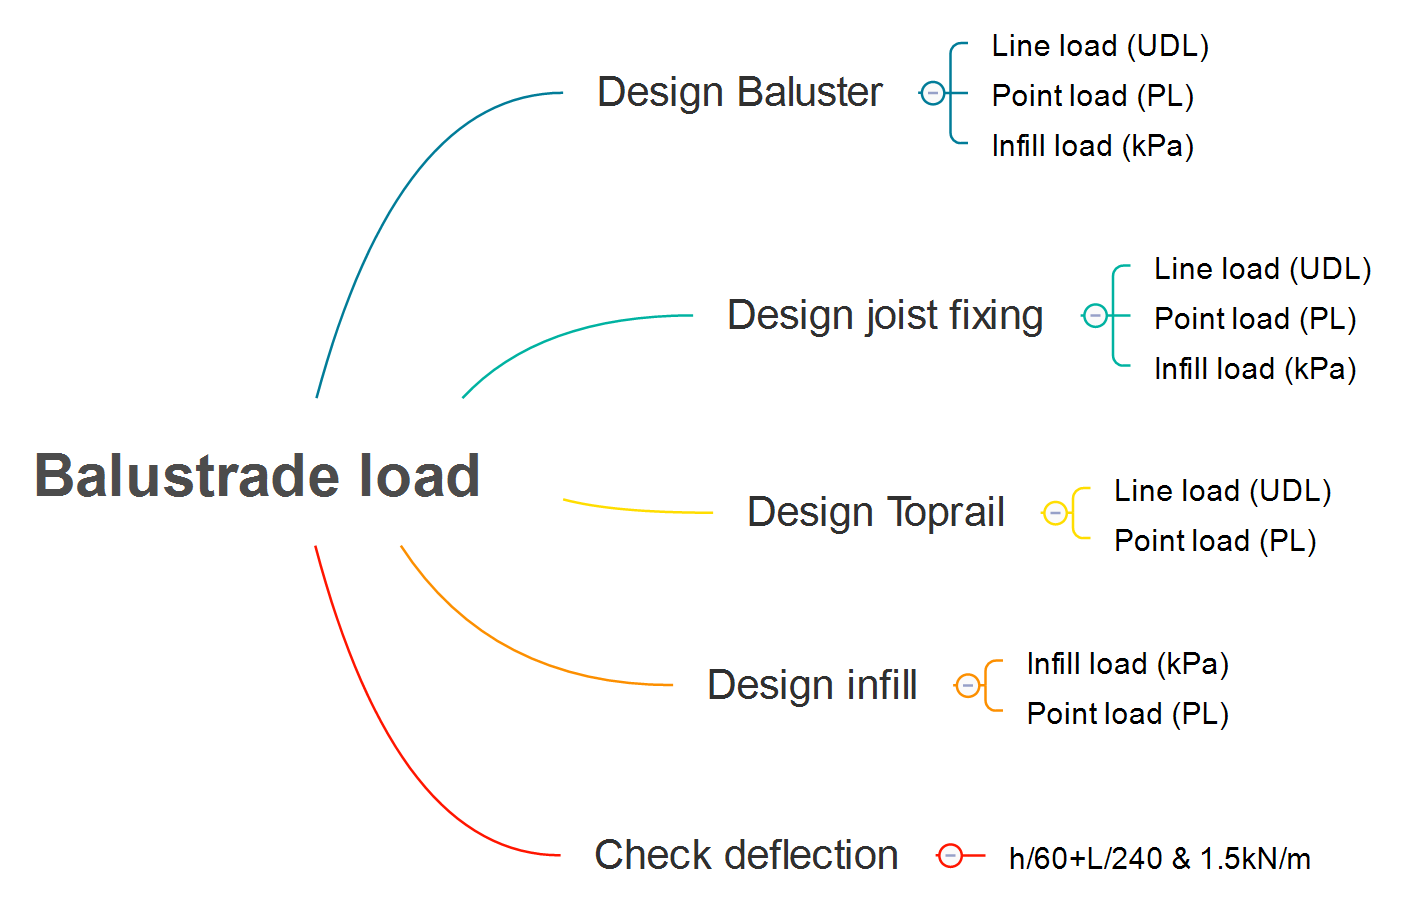 Balustrade load
Design Baluster
Line load (UDL)
Point load (PL)
Infill load (kPa)
Design joist fixing
Line load (UDL)
Point load (PL)
Infill load (kPa)
Design Toprail
Line load (UDL)
Point load (PL)
Design infill
Infill load (kPa)
Point load (PL)
Check deflection
h/60+L/240 & 1.5kN/m